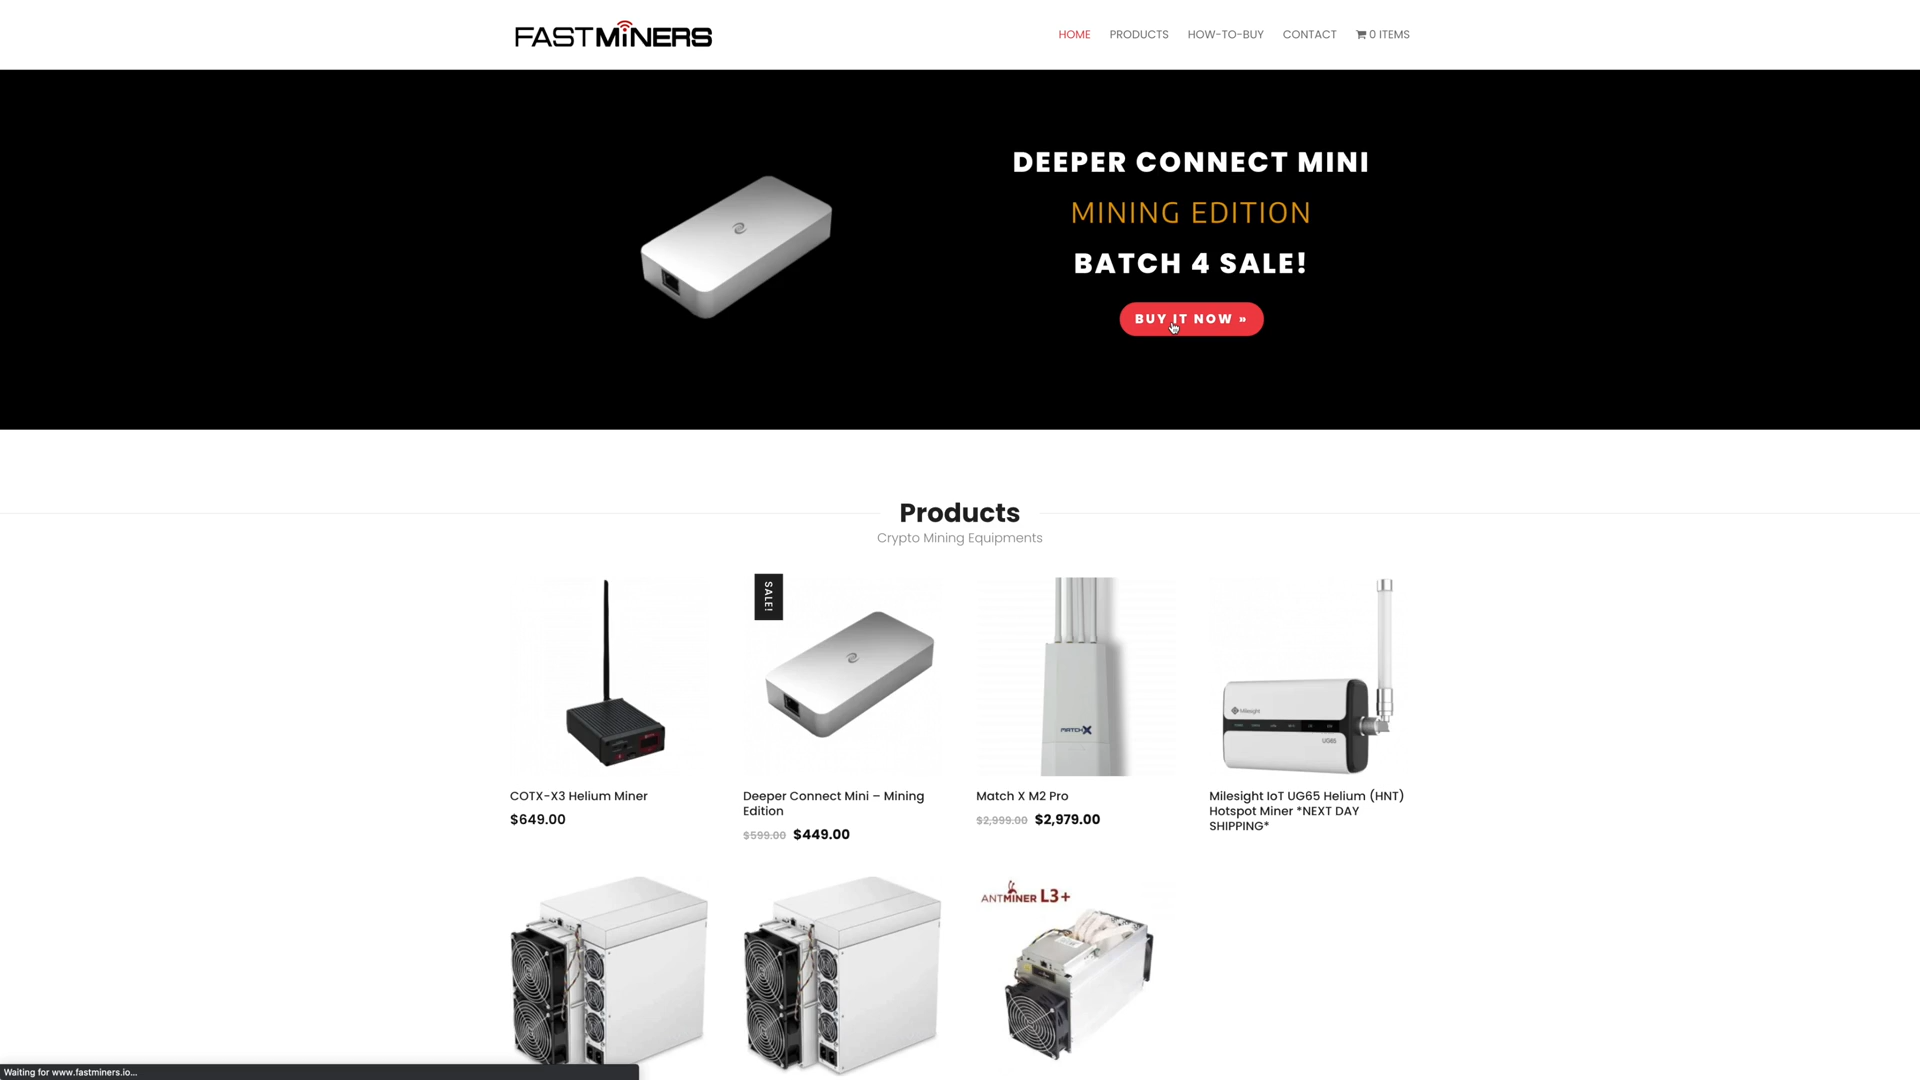 FASTMINERS
HOME PRODUCTS HOW-TO-BUY CONTACT 0 ITEMS
DEEPER CONNECT MINI
MINING EDITION
BATCH 4 SALE!
BUY IT NOW »
Products
Crypto Mining Equipments
SALE!
MATCHX
Milesight
UG65
COTX-X3 Helium Miner
$649.00
Deeper Connect Mini – Mining
Edition
$599.00 $449.00
Match X M2 Pro
$2,999.00 $2,979.00
Milesight IoT UG65 Helium (HNT)
Hotspot Miner *NEXT DAY
SHIPPING*
ANTMINER L3+
Waiting for www.fastminers.io...